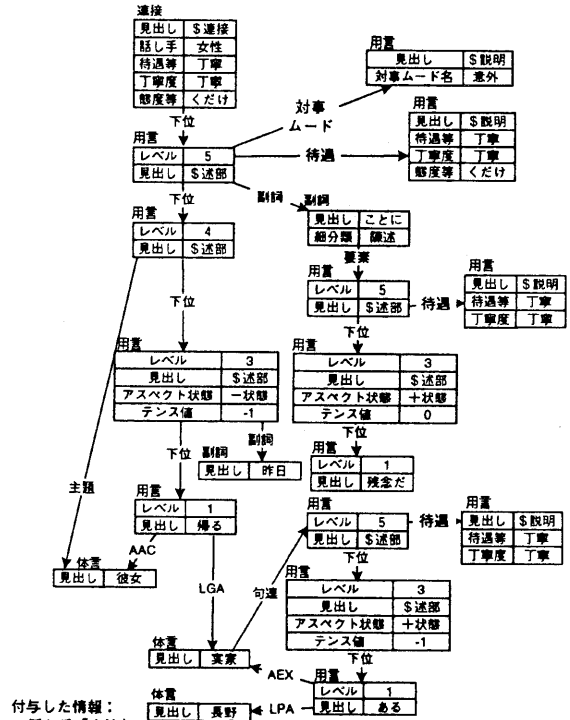 連接
見出し $連接
話し手 女性
待遇等 丁寧
丁寧度 丁寧
態度等 くだけ
用言
見出し $説明
対事ムード名 意外
対事
ムード
下位
用言
見出し $説明
待遇等 丁寧
丁寧度 丁寧
態度等 くだけ
用言
レベル 5
見出し $述部
待遇
下位
副詞
副詞
見出し ことに
細分類 陳述
用言
レベル 4
見出し $述部
要素
用言
レベル 5
見出し $述部
待遇
用言
見出し $説明
待遇等 丁寧
丁寧度 丁寧
下位
下位
用言
レベル 3
見出し $述部
アスペクト状態 −状態
テンス値 -1
用言
レベル 3
見出し $述部
アスペクト状態 +状態
テンス値 0
下位
副詞
副詞
見出し 昨日
下位
用言
レベル 1
見出し 残念だ
主題
用言
レベル 1
見出し 帰る
用言
レベル 5
見出し $述部
待遇
用言
見出し $説明
待遇等 丁寧
丁寧度 丁寧
AAC
体言
見出し 彼女
LGA
句連
下位
用言
レベル 3
見出し $述部
アスペクト状態 +状態
テンス値 -1
体言
見出し 実家
下位
AEX
用言
レベル 1
見出し ある
LPA
体言
見出し 長野
付与した情報：